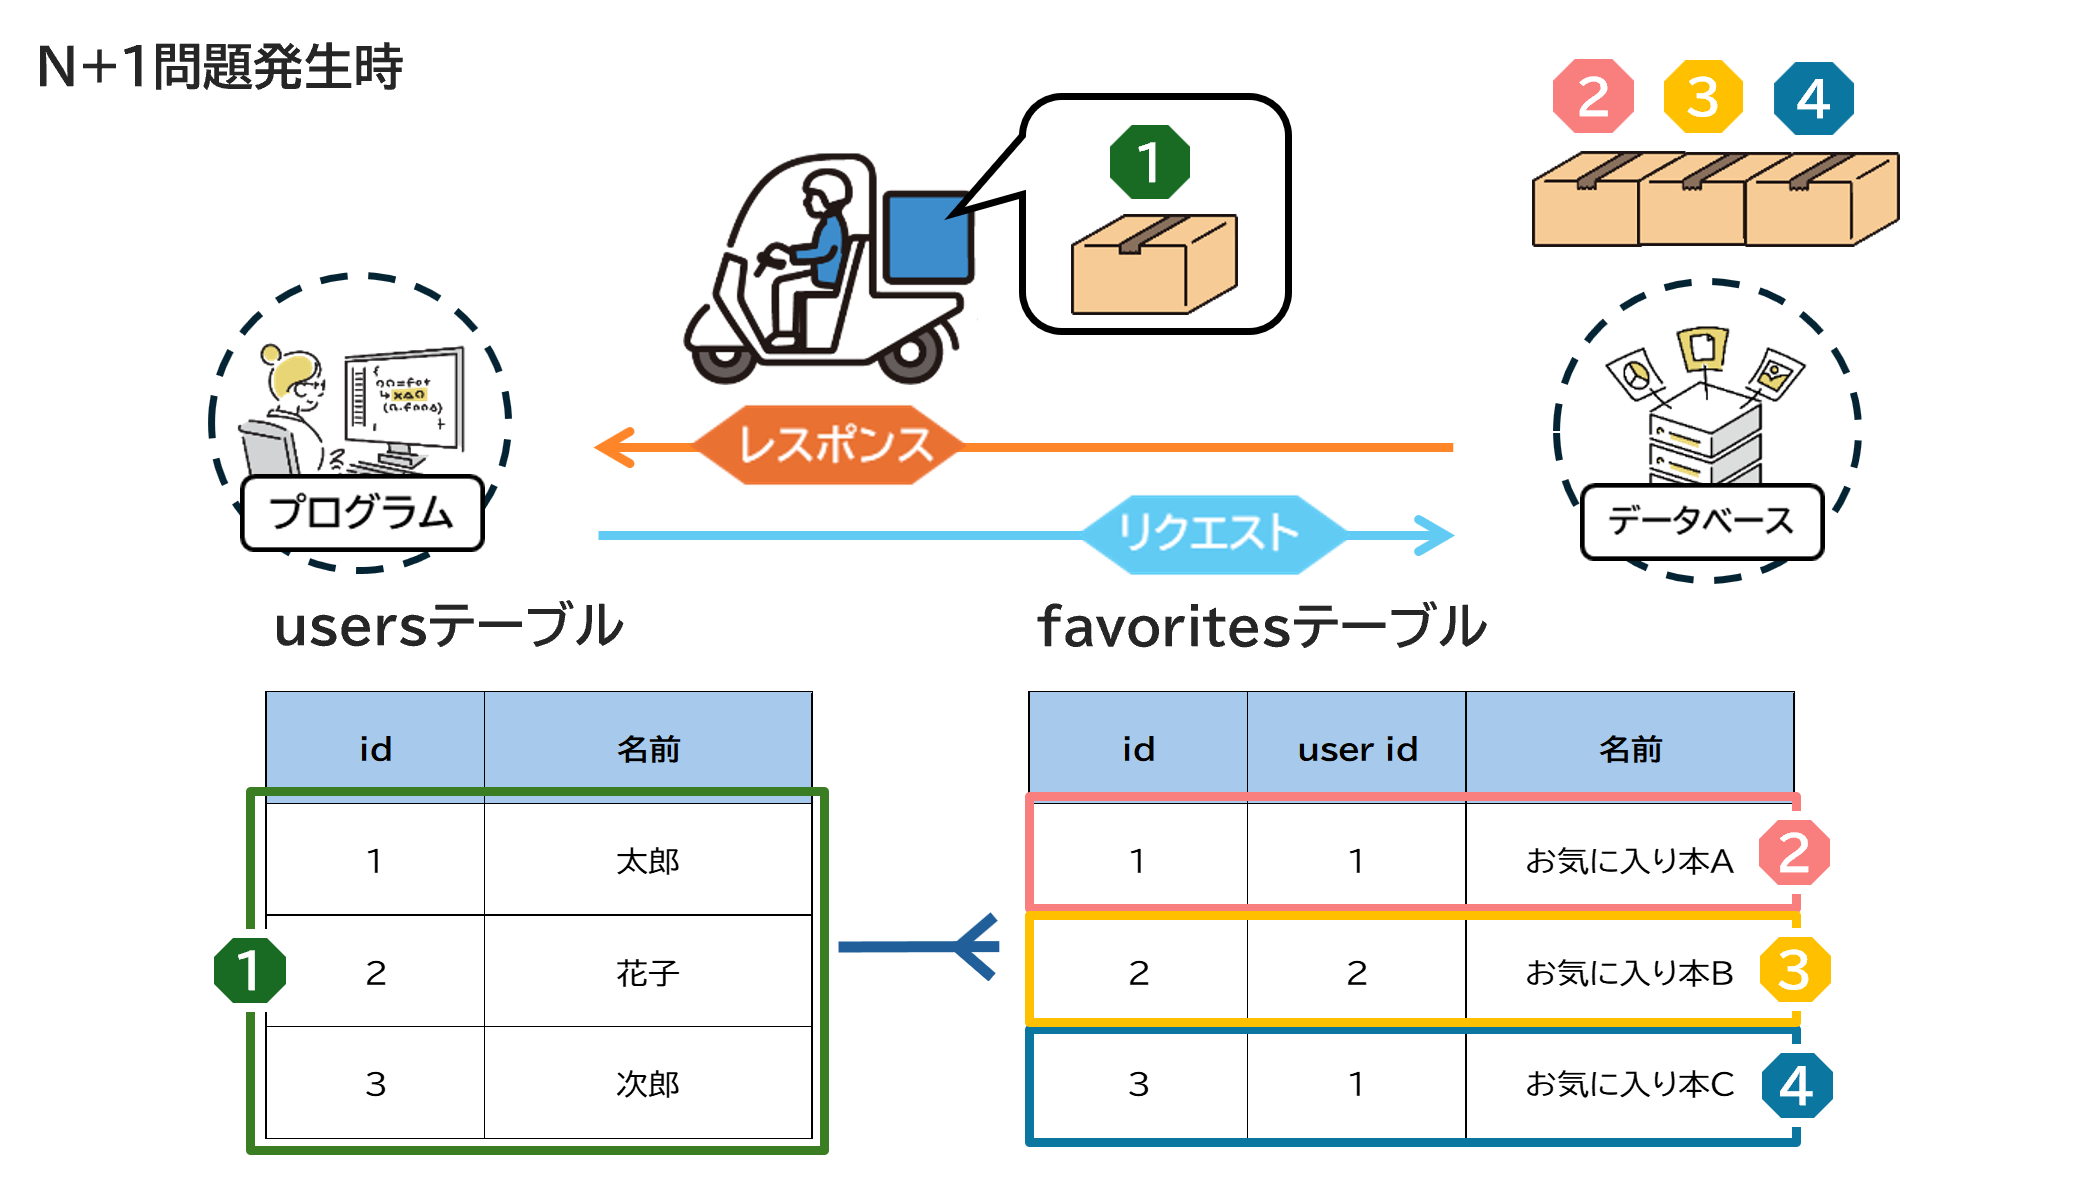 N+1問題発生時
1
2 3 4
レスポンス
リクエスト
プログラム
データベース
usersテーブル
id 名前
1 太郎
2 花子
3 次郎
1
favoritesテーブル
id user id 名前
1 1 お気に入り本A 2
2 2 お気に入り本B 3
3 1 お気に入り本C 4